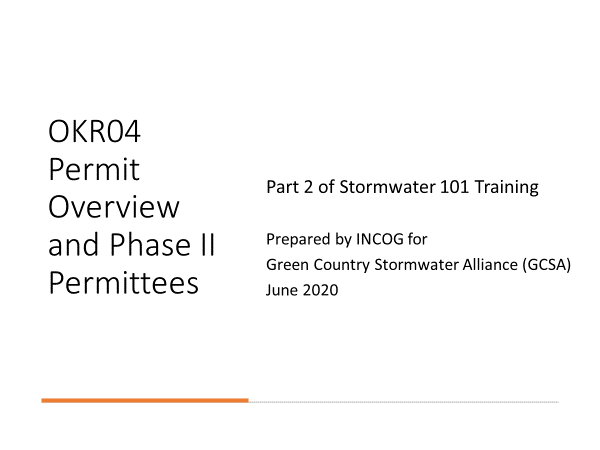 OKR04
Permit
Overview
and Phase II
Permittees
Part 2 of Stormwater 101 Training
Prepared by INCOG for
Green Country Stormwater Alliance (GCSA)
June 2020